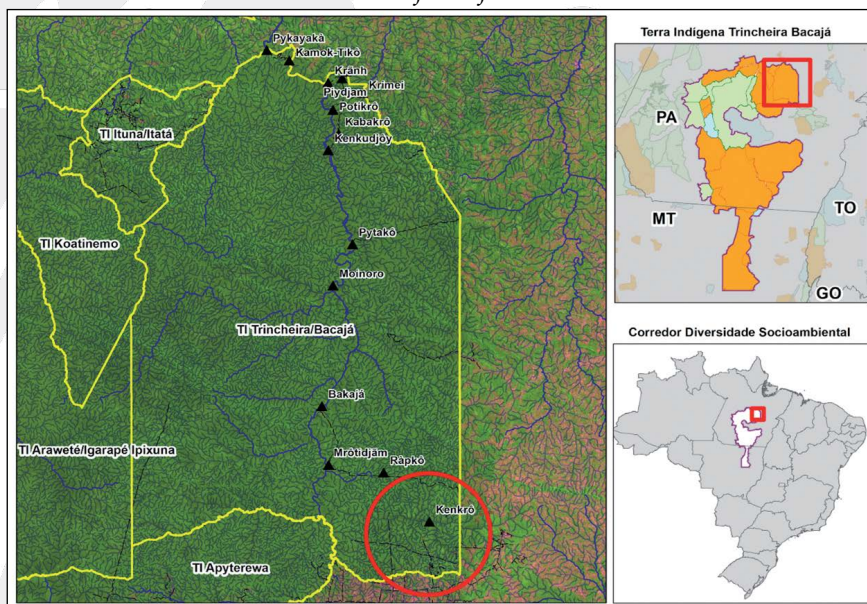 Pykayaká
Kamok-Tikô
Krãnh
Krimei
Piydjam
Potikrô
Kabakrô
Kenkudjôy
TI Ituna/Itatá
TI Koatinemo
Pytakô
Moinoro
TI Trincheira/Bacajá
Bakajá
TI Araweté/Igarapé Ipixuna
Mrôtidjãm
Rãpkô
Kenkrô
TI Apyterewa
Terra Indígena Trincheira Bacajá
PA
TO
MT
GO
Corredor Diversidade Socioambiental